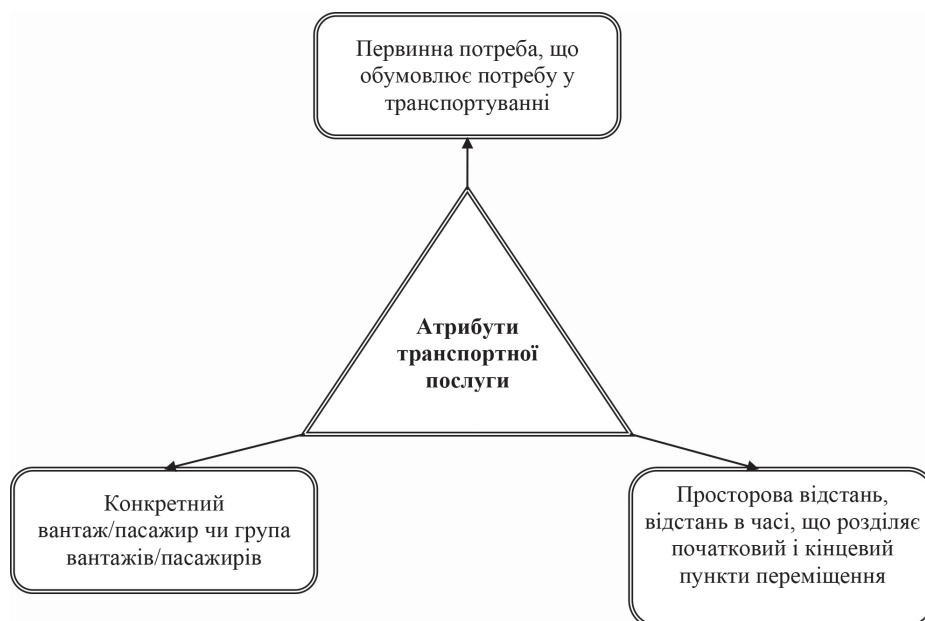 Первинна потреба, що
обумовлює потребу у
транспортуванні
Атрибути
транспортної
послуги
Конкретний
вантаж/пасажир чи група
вантажів/пасажирів
Просторова відстань,
відстань в часі, що розділяє
початковий і кінцевий
пункти переміщення